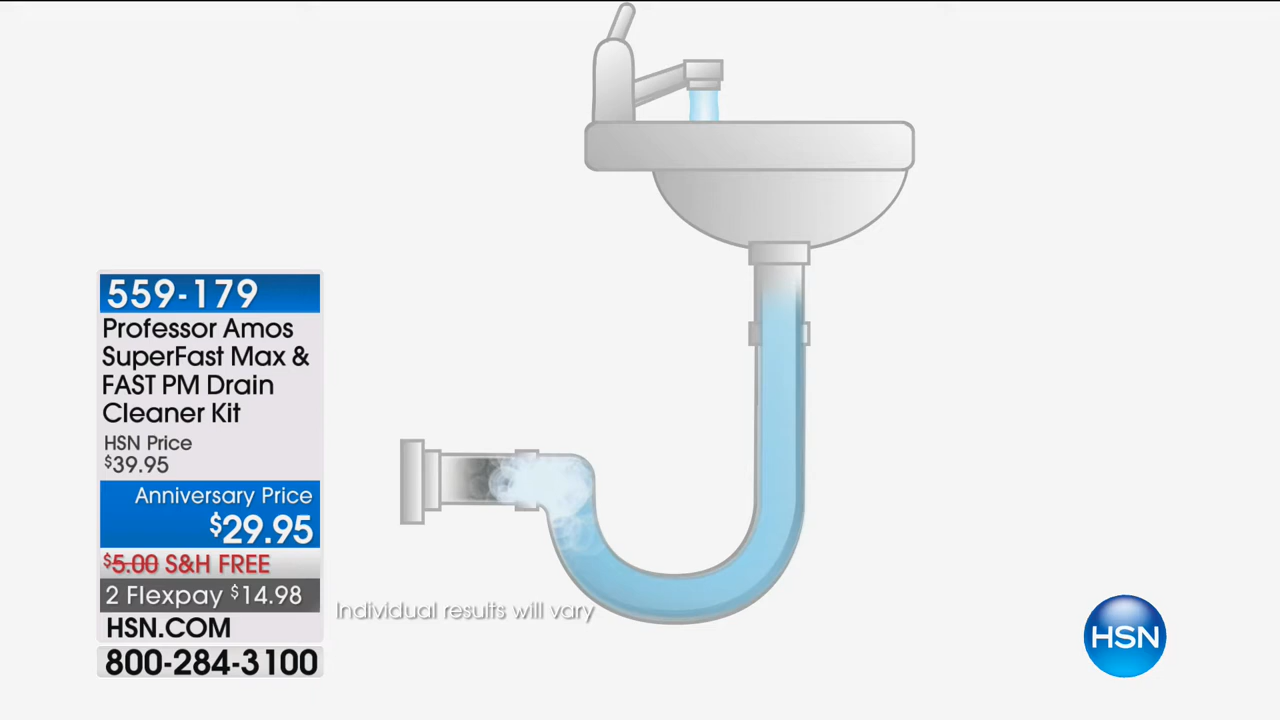 559-179
Professor Amos
SuperFast Max &
FAST PM Drain
Cleaner Kit
HSN Price
$39.95
Anniversary Price
$29.95
$5.00 S&H FREE
2 Flexpay $14.98
HSN.COM
800-284-3100
Individual results will vary
HSN